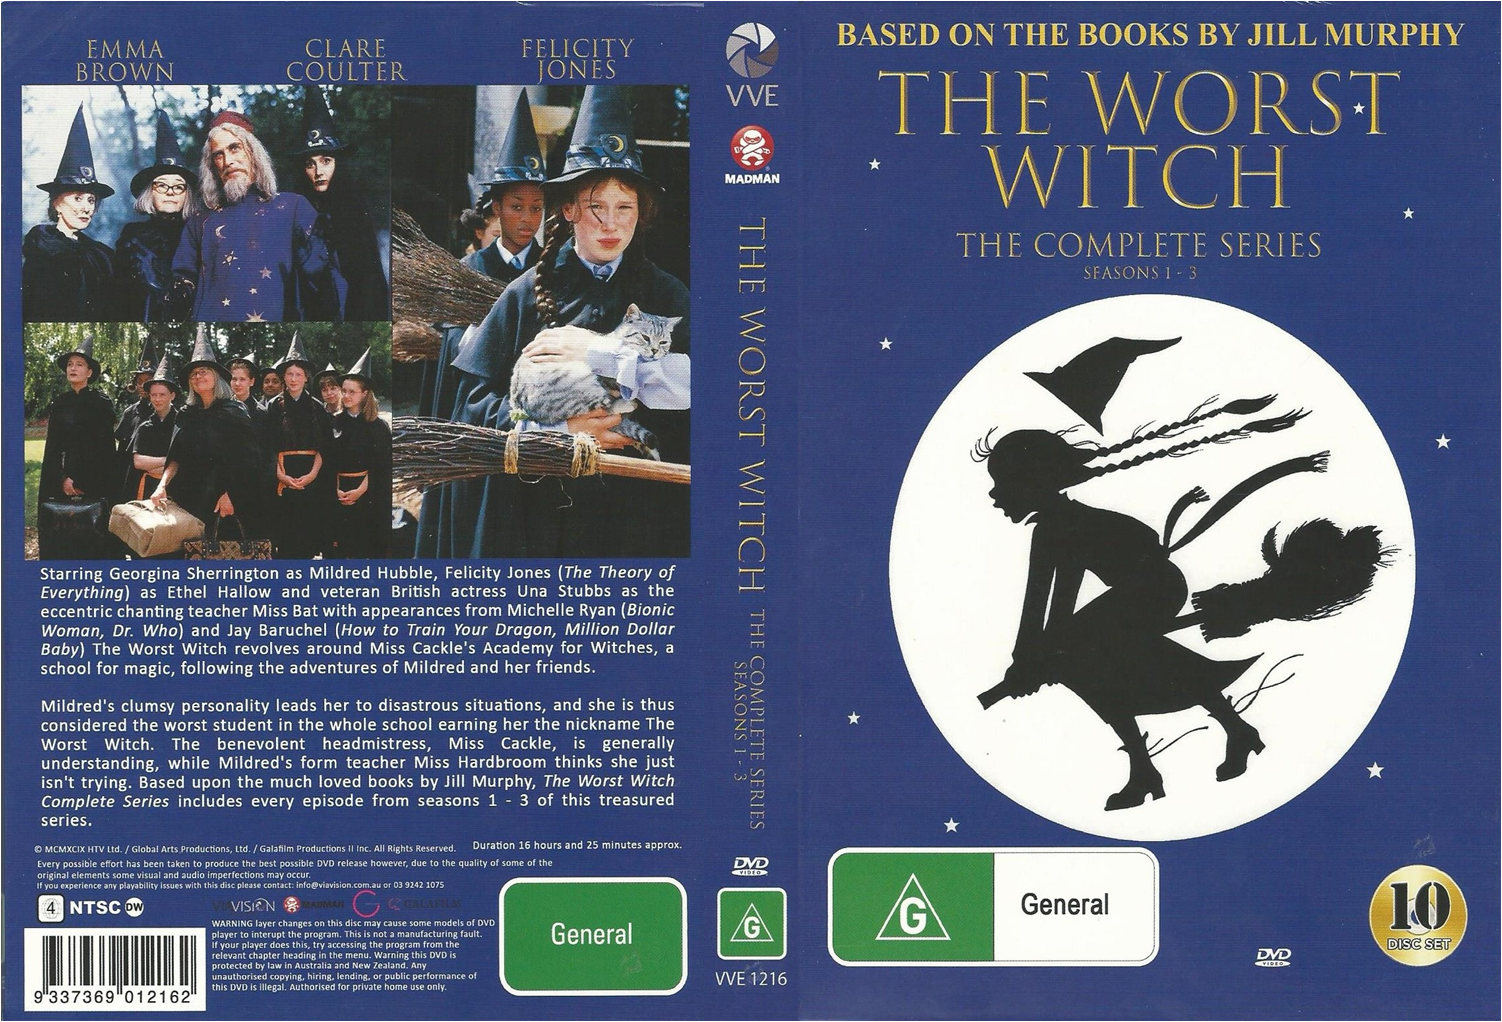 EMMA
BROWN
CLARE
COULTER
FELICITY
JONES
Starring Georgina Sherrington as Mildred Hubble, Felicity Jones (The Theory of
Everything) as Ethel Hallow and veteran British actress Una Stubbs as the
eccentric chanting teacher Miss Bat with appearances from Michelle Ryan (Bionic
Woman, Dr. Who) and Jay Baruchel (How to Train Your Dragon, Million Dollar
Baby) The Worst Witch revolves around Miss Cackle's Academy for Witches, a
school for magic, following the adventures of Mildred and her friends.
Mildred's clumsy personality leads her to disastrous situations, and she is thus
considered the worst student in the whole school earning her the nickname The
Worst Witch. The benevolent headmistress, Miss Cackle, is generally
understanding, while Mildred's form teacher Miss Hardbroom thinks she just
isn't trying. Based upon the much loved books by Jill Murphy, The Worst Witch
Complete Series includes every episode from seasons 1 - 3 of this treasured
series.
© MCMXCIX HTV Ltd. / Global Arts Productions, Ltd. / Galafilm Productions II Inc. All Rights Reserved. Duration 16 hours and 25 minutes approx.
Every possible effort has been taken to produce the best possible DVD release however, due to the quality of some of the
original elements some visual and audio imperfections may occur.
If you experience any playability issues with this disc please contact: info@viavision.com.au or 03 9242 1075
4 NTSC DW
VIAVISION MADMAN GALAFILM
WARNING layer changes on this disc may cause some models of DVD
player to interupt the program. This is not a manufacturing fault.
If your player does this, try accessing the program from the
relevant chapter heading in the menu. Warning this DVD is
protected by law in Australia and New Zealand. Any
unauthorised copying, hiring, lending, or public performance of
this DVD is illegal. Authorised for private home use only.
9 337369 012162
General
VVE
MADMAN
THE WORST WITCH
THE COMPLETE SERIES
SEASONS 1 - 3
DVD
VIDEO
G
VVE 1216
BASED ON THE BOOKS BY JILL MURPHY
THE WORST
WITCH
THE COMPLETE SERIES
SEASONS 1 - 3
G
General
DVD
VIDEO
10
DISC SET